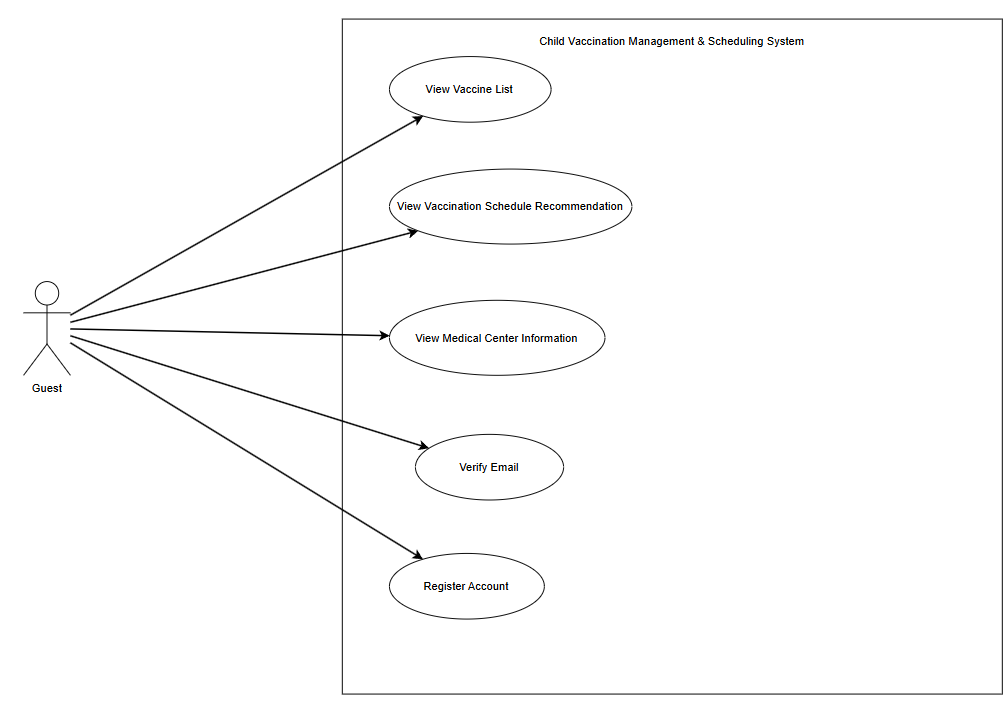 Child Vaccination Management & Scheduling System
View Vaccine List
View Vaccination Schedule Recommendation
View Medical Center Information
Guest
Verify Email
Register Account